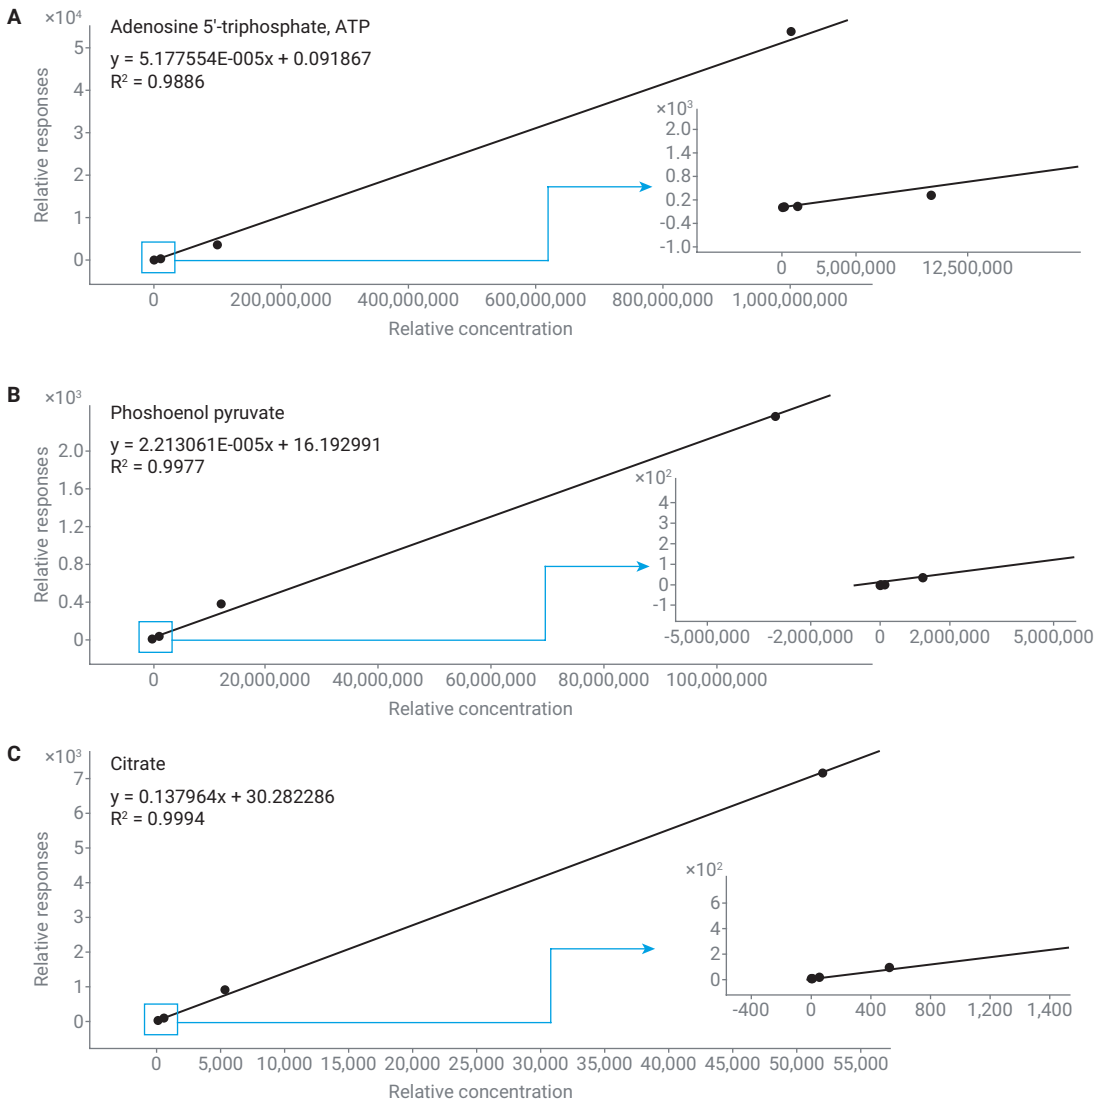 A
×10⁴
Adenosine 5'-triphosphate, ATP
y = 5.177554E-005x + 0.091867
R² = 0.9886
Relative responses
5
4
3
2
1
0
0 200,000,000 400,000,000 600,000,000 800,000,000 1,000,000,000
Relative concentration
×10³
2.0
1.4
0.8
0.2
-0.4
-1.0
0 5,000,000 12,500,000
B
×10³
Phoshoenol pyruvate
y = 2.213061E-005x + 16.192991
R² = 0.9977
Relative responses
2.0
1.6
1.2
0.8
0.4
0
0 20,000,000 40,000,000 60,000,000 80,000,000 100,000,000
Relative concentration
×10²
4
3
2
1
0
-1
-5,000,000 -2,000,000 0 2,000,000 5,000,000
C
×10³
Citrate
y = 0.137964x + 30.282286
R² = 0.9994
Relative responses
7
6
5
4
3
2
1
0
0 5,000 10,000 15,000 20,000 25,000 30,000 35,000 40,000 45,000 50,000 55,000
Relative concentration
×10²
6
4
2
0
-400 0 400 800 1,200 1,400